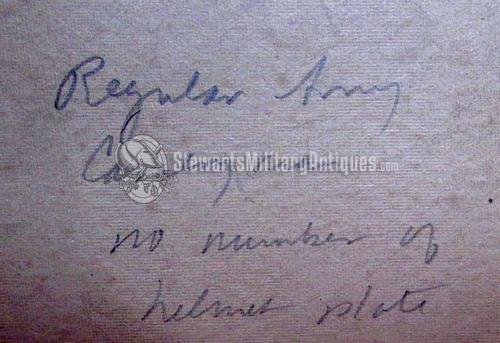 Regular Army
StewartsMilitaryAntiques.com
no number of
helmet plate